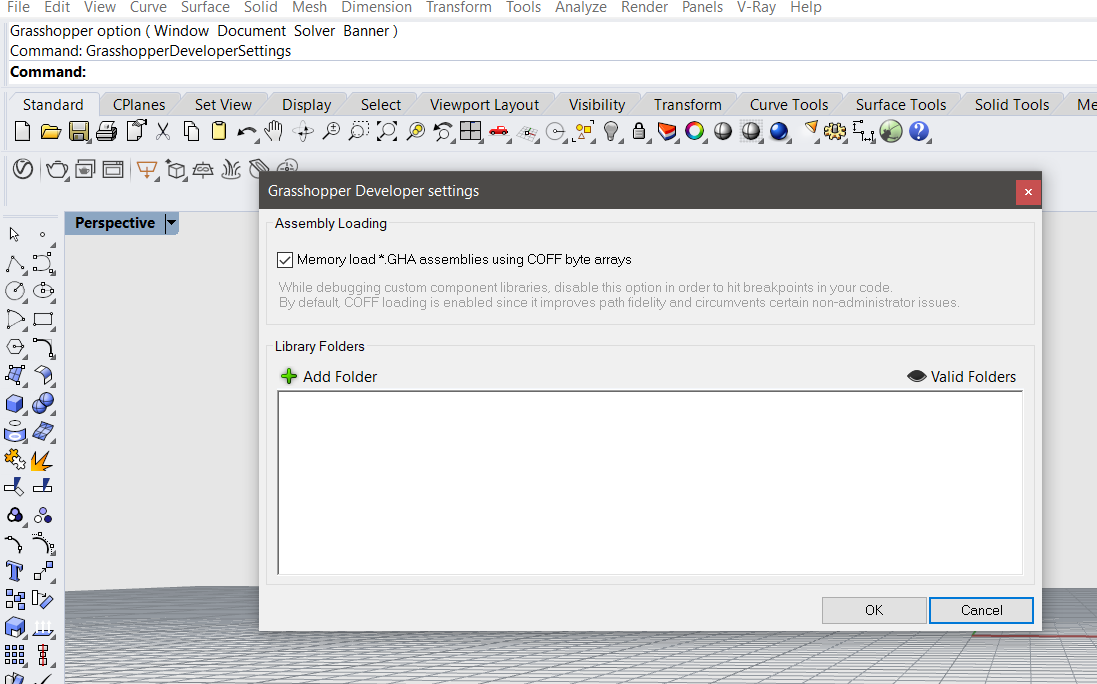 File Edit View Curve Surface Solid Mesh Dimension Transform Tools Analyze Render Panels V-Ray Help
Grasshopper option ( Window Document Solver Banner )
Command: GrasshopperDeveloperSettings
Command:
Standard CPlanes Set View Display Select Viewport Layout Visibility Transform Curve Tools Surface Tools Solid Tools Me
Grasshopper Developer settings
Perspective
Assembly Loading
Memory load *.GHA assemblies using COFF byte arrays
While debugging custom component libraries, disable this option in order to hit breakpoints in your code.
By default, COFF loading is enabled since it improves path fidelity and circumvents certain non-administrator issues.
Library Folders
Add Folder Valid Folders
OK Cancel